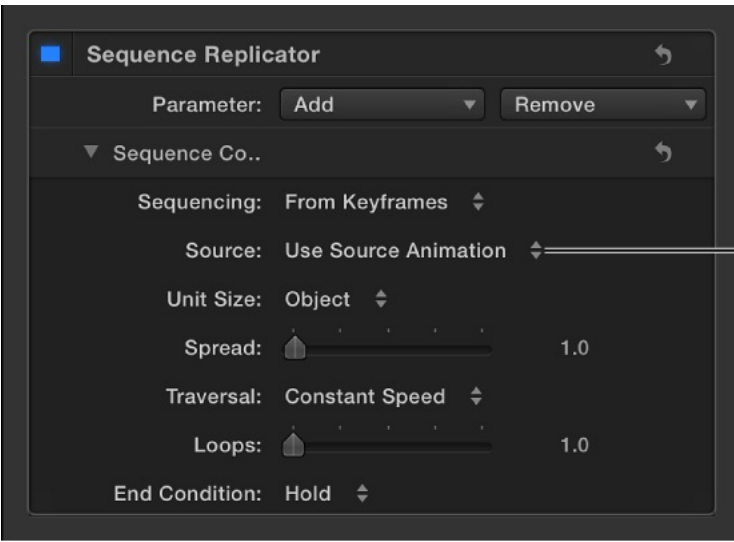 Sequence Replicator
Parameter: Add Remove
Sequence Co..
Sequencing: From Keyframes
Source: Use Source Animation
Unit Size: Object
Spread: 1.0
Traversal: Constant Speed
Loops: 1.0
End Condition: Hold